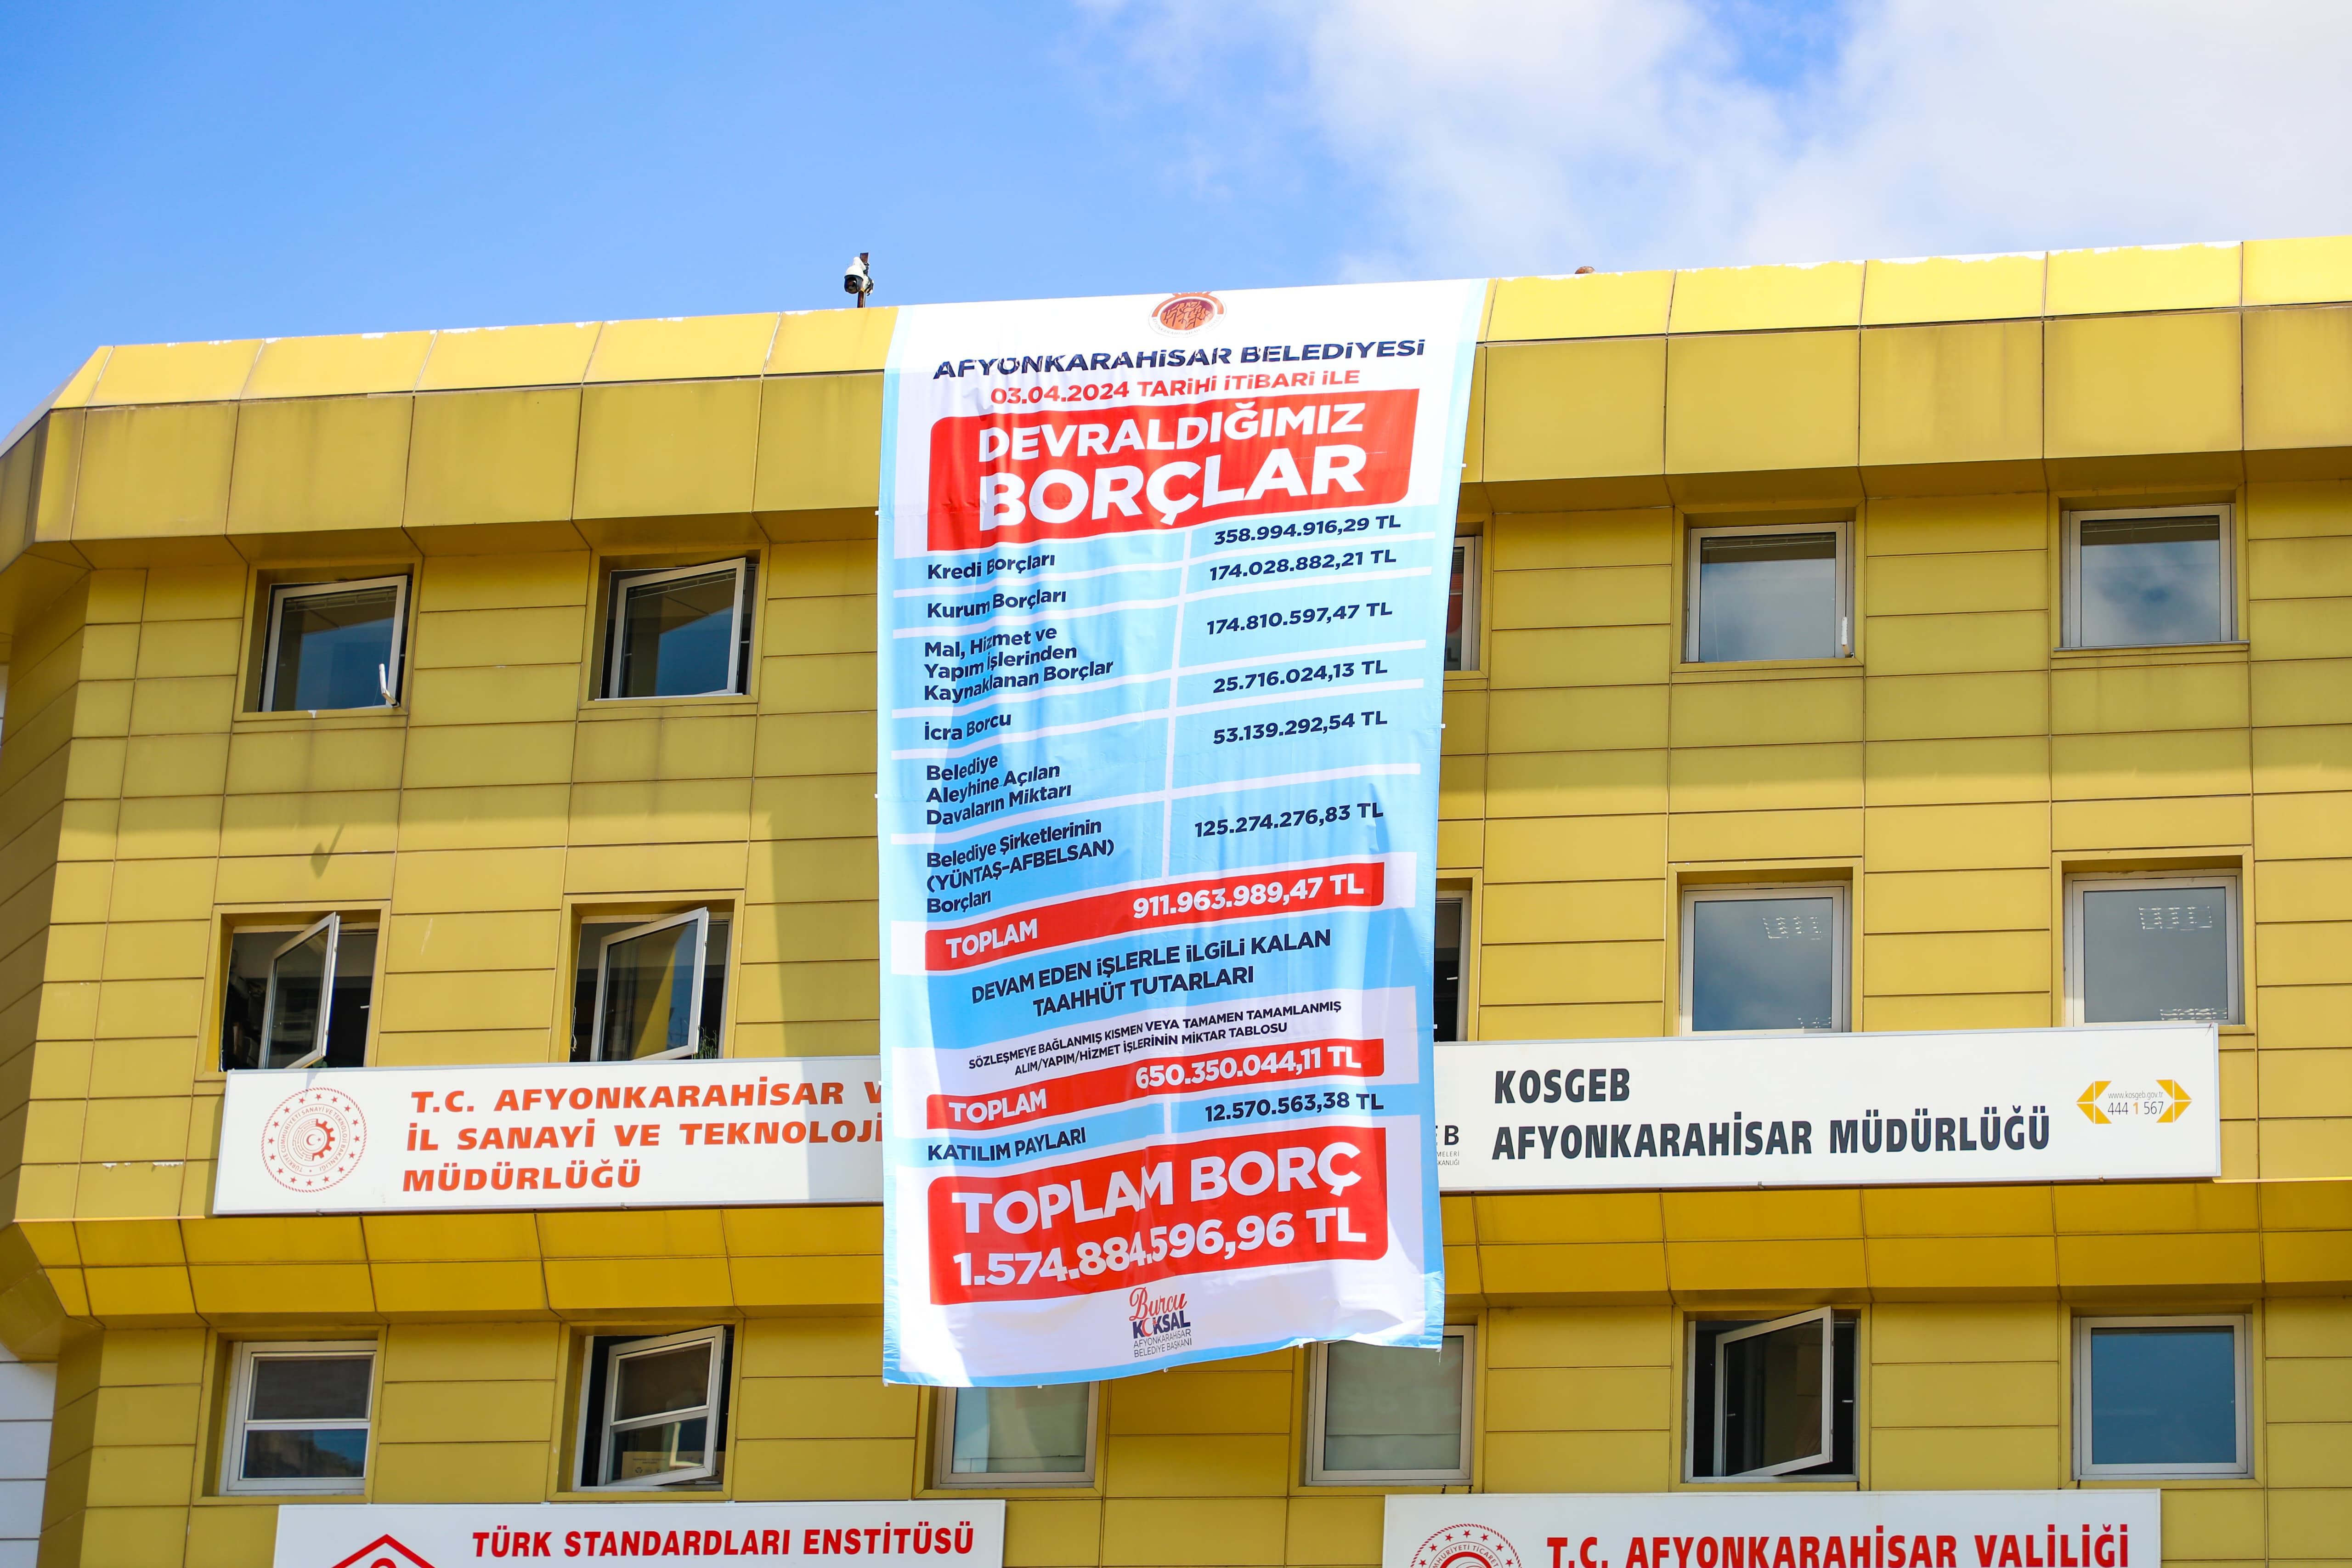 AFYONKARAHİSAR BELEDİYESİ
03.04.2024 TARİHİ İTİBARİ İLE
DEVRALDIĞIMIZ
BORÇLAR
Kredi Borçları 358.994.916,29 TL
Kurum Borçları 174.028.882,21 TL
Mal, Hizmet ve
Yapım İşlerinden
Kaynaklanan Borçlar 174.810.597,47 TL
İcra Borcu 25.716.024,13 TL
Belediye
Aleyhine Açılan
Davaların Miktarı 53.139.292,54 TL
Belediye Şirketlerinin
(YÜNTAŞ-AFBELSAN)
Borçları 125.274.276,83 TL
TOPLAM 911.963.989,47 TL
DEVAM EDEN İŞLERLE İLGİLİ KALAN
TAAHHÜT TUTARLARI
SÖZLEŞMEYE BAĞLANMIŞ KISMEN VEYA TAMAMEN TAMAMLANMIŞ
ALIM/YAPIM/HİZMET İŞLERİNİN MİKTAR TABLOSU
TOPLAM 650.350.044,11 TL
KATILIM PAYLARI 12.570.563,38 TL
TOPLAM BORÇ
1.574.884.596,96 TL
Burcu
KÖKSAL
AFYONKARAHİSAR
BELEDİYE BAŞKANI
T.C. AFYONKARAHİSAR V
İL SANAYİ VE TEKNOLOJİ
MÜDÜRLÜĞÜ
EB
KOSGEB
AFYONKARAHİSAR MÜDÜRLÜĞÜ
www.kosgeb.gov.tr
444 1 567
TÜRK STANDARDLARI ENSTİTÜSÜ
T.C. AFYONKARAHİSAR VALİLİĞİ